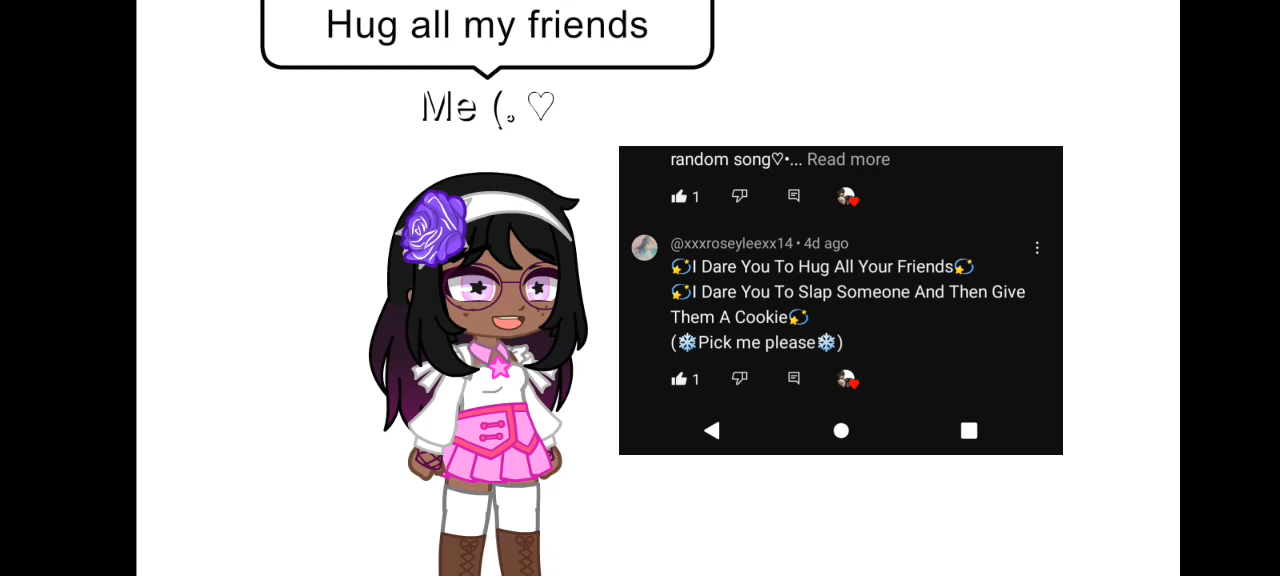 Hug all my friends
Me (. ♡
random song♡•... Read more
1
@xxxroseyleexx14 • 4d ago
💫I Dare You To Hug All Your Friends💫
💫I Dare You To Slap Someone And Then Give
Them A Cookie💫
(❄️Pick me please❄️)
1